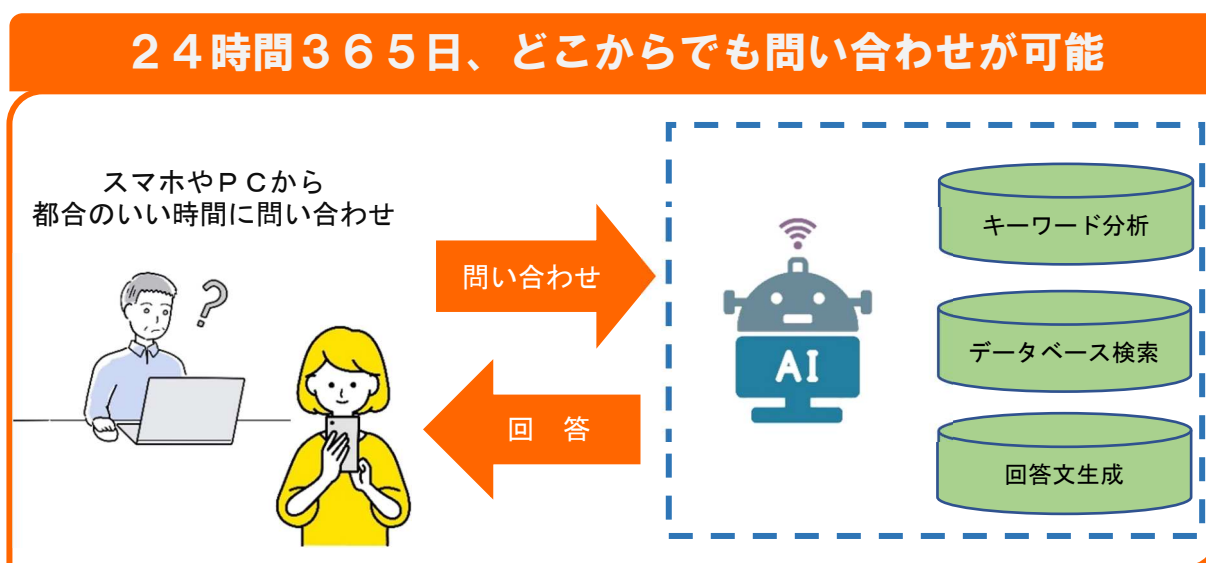 ２４時間３６５日、どこからでも問い合わせが可能
スマホやＰＣから
都合のいい時間に問い合わせ
問い合わせ
回　答
AI
キーワード分析
データベース検索
回答文生成